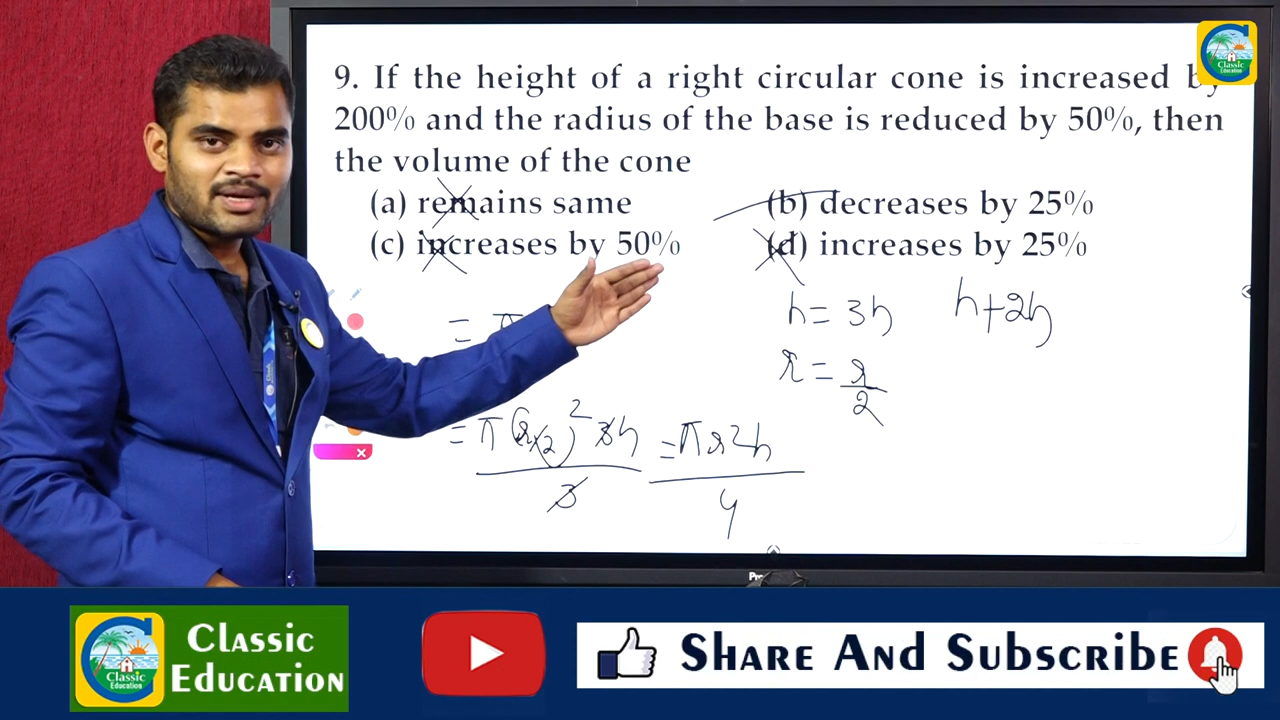 9. If the height of a right circular cone is increased by
200% and the radius of the base is reduced by 50%, then
the volume of the cone
(a) remains same (b) decreases by 25%
(c) increases by 50% (d) increases by 25%
h = 3h h+2h
= π
r = r/2
= π(r/2)² 3h / 3 = πr²h / 4
Classic
Education
Classic
Education
Classic
Education
Share And Subscribe